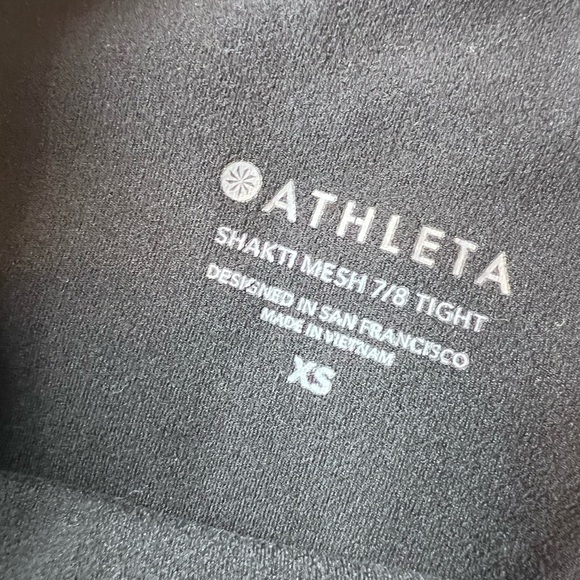 ATHLETA
SHAKTI MESH 7/8 TIGHT
DESIGNED IN SAN FRANCISCO
MADE IN VIETNAM
XS